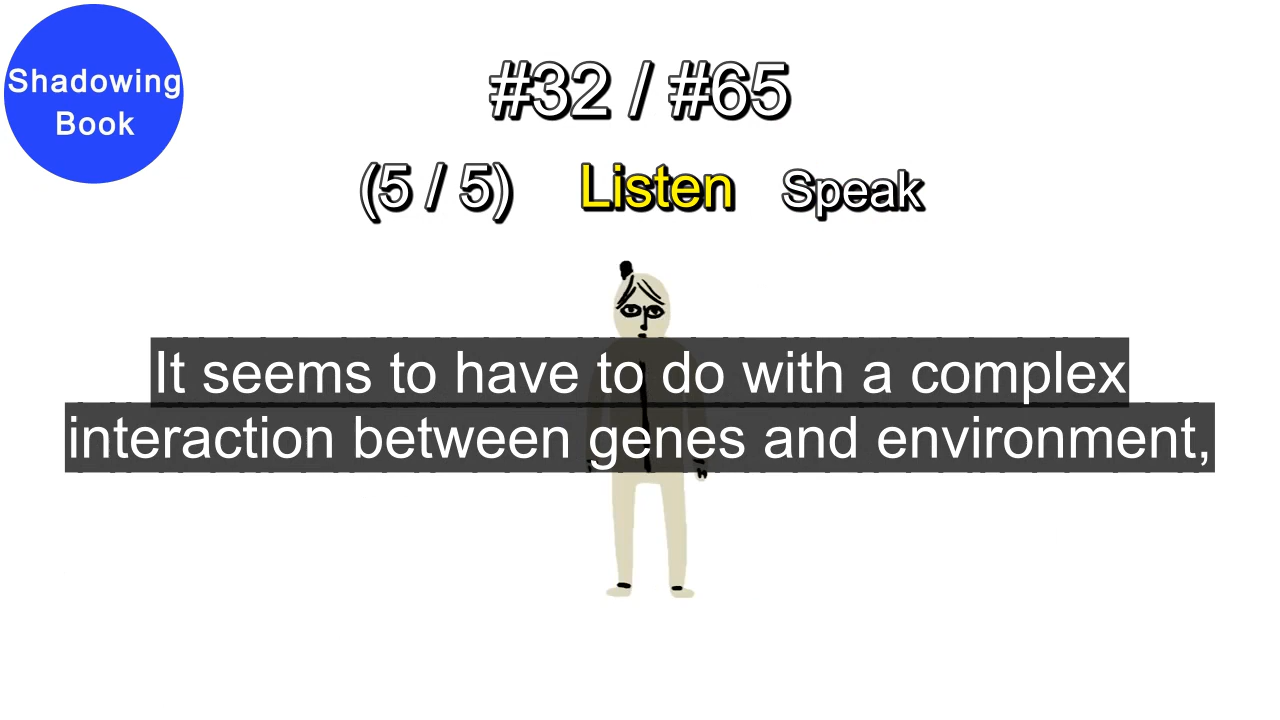 Shadowing
Book
#32 / #65
(5 / 5) Listen Speak
It seems to have to do with a complex
interaction between genes and environment,